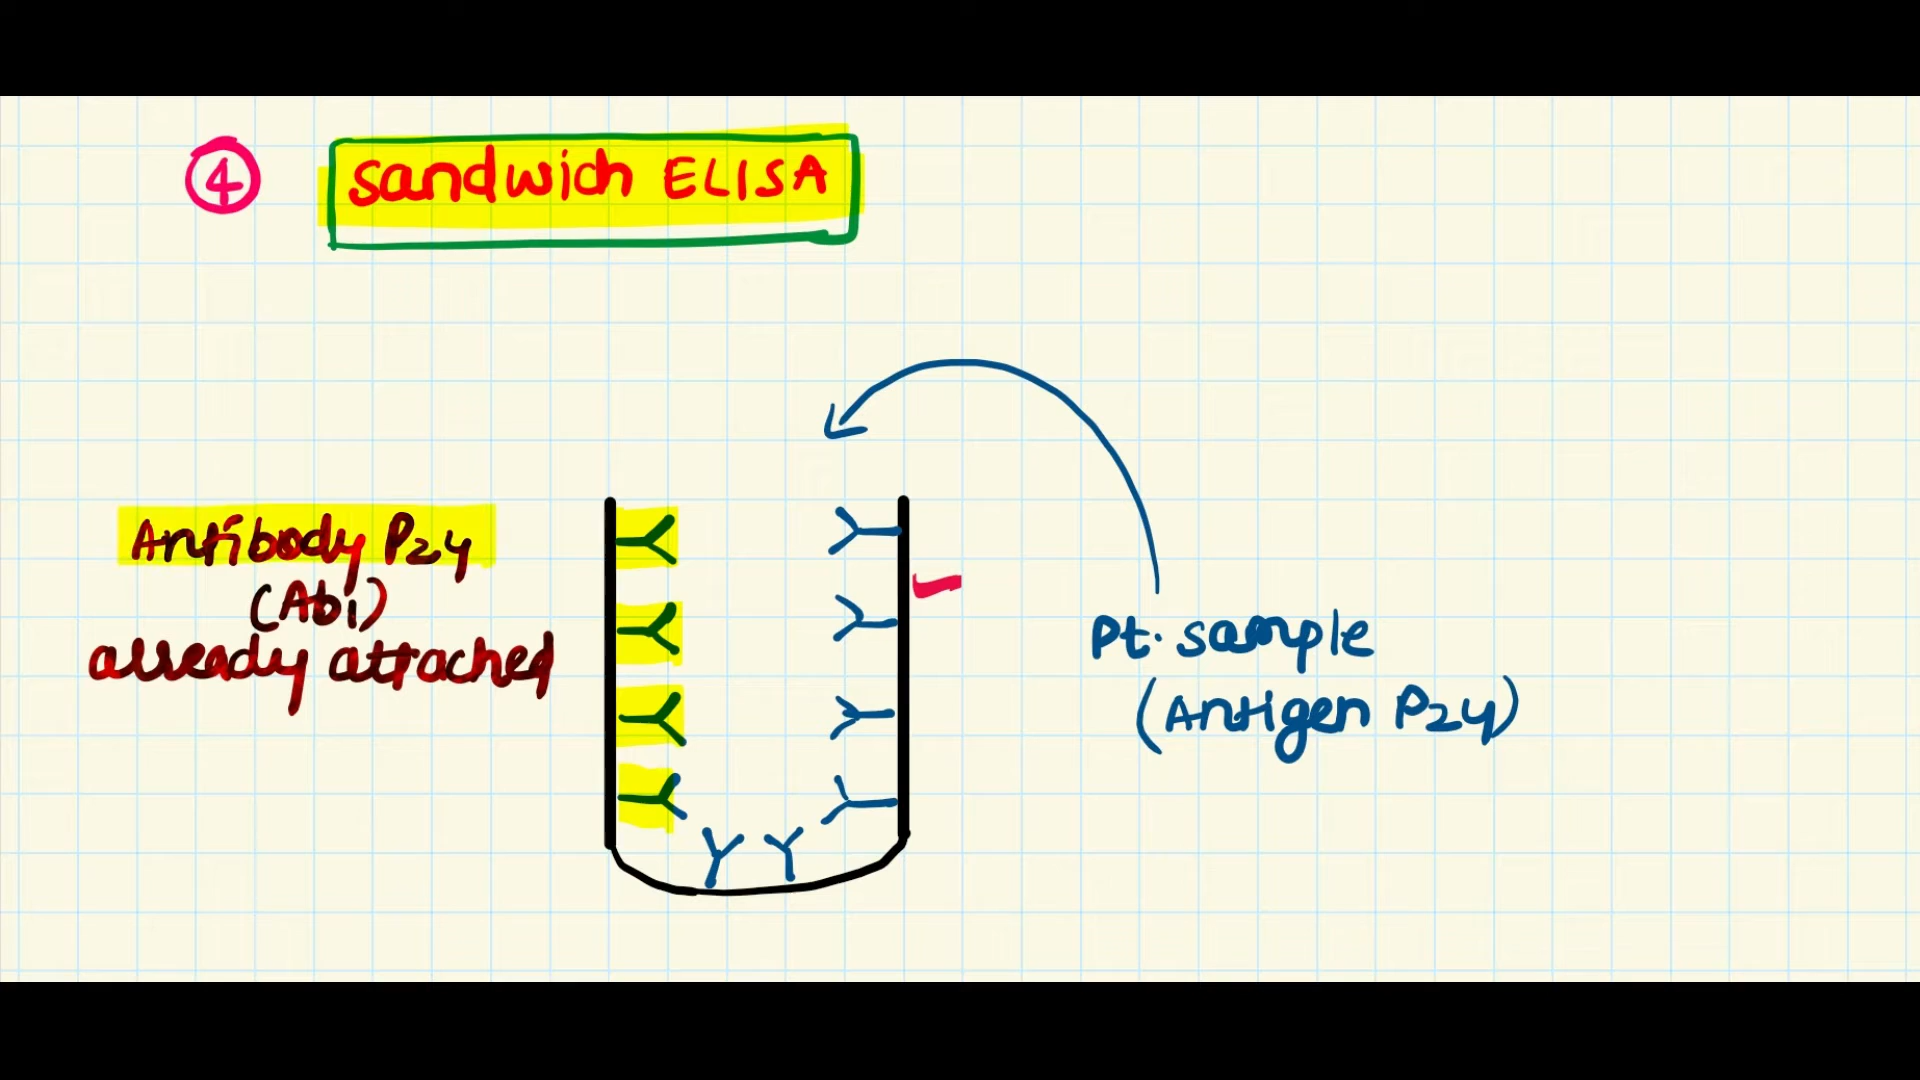 4
Sandwich ELISA
Antibody P24
(Ab1)
already attached
Pt. sample
(Antigen P24)